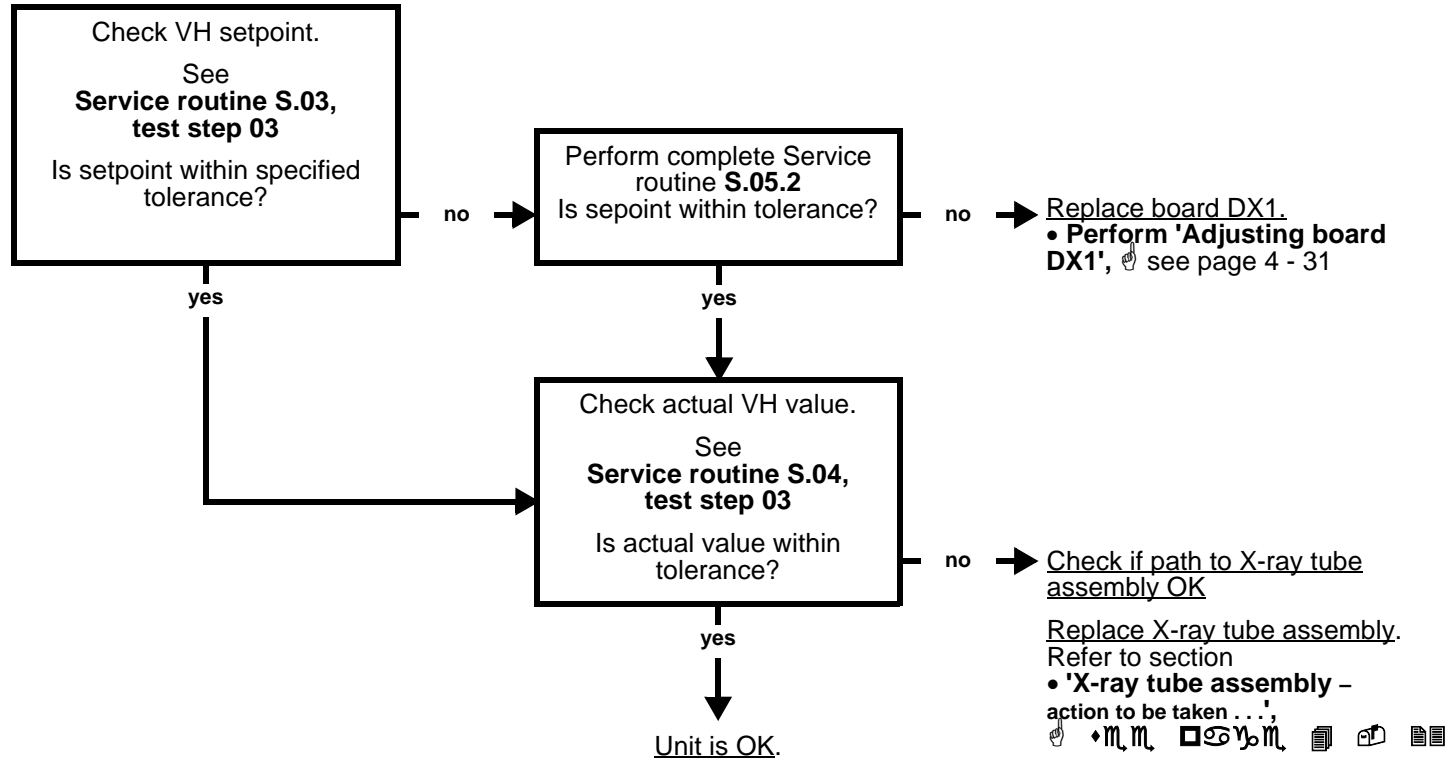 Check VH setpoint.
See
Service routine S.03,
test step 03
Is setpoint within specified
tolerance?
no
Perform complete Service
routine S.05.2
Is sepoint within tolerance?
no
Replace board DX1.
• Perform 'Adjusting board
DX1', ☝ see page 4 - 31
yes
yes
Check actual VH value.
See
Service routine S.04,
test step 03
Is actual value within
tolerance?
no
Check if path to X-ray tube
assembly OK
Replace X-ray tube assembly.
Refer to section
• 'X-ray tube assembly –
action to be taken . . .',
yes
Unit is OK.